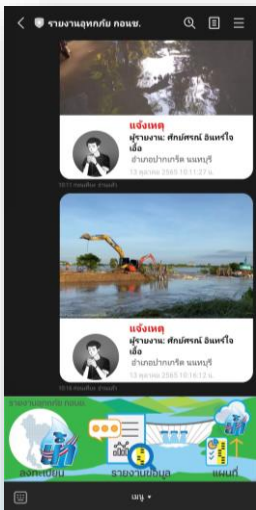 รายงานอุทกภัย กอนช.
แจ้งเหตุ
ผู้รายงาน: ศักย์ศรณ์ อินทร์ใจ
เอื้อ
อำเภอปากเกร็ด นนทบุรี
13 ตุลาคม 2565 10:11:27 น.
แจ้งเหตุ
ผู้รายงาน: ศักย์ศรณ์ อินทร์ใจ
เอื้อ
อำเภอปากเกร็ด นนทบุรี
13 ตุลาคม 2565 10:16:12 น.
รายงานอุทกภัย กอนช
ลงทะเบียน
รายงานข้อมูล
แผนที่
เมนู